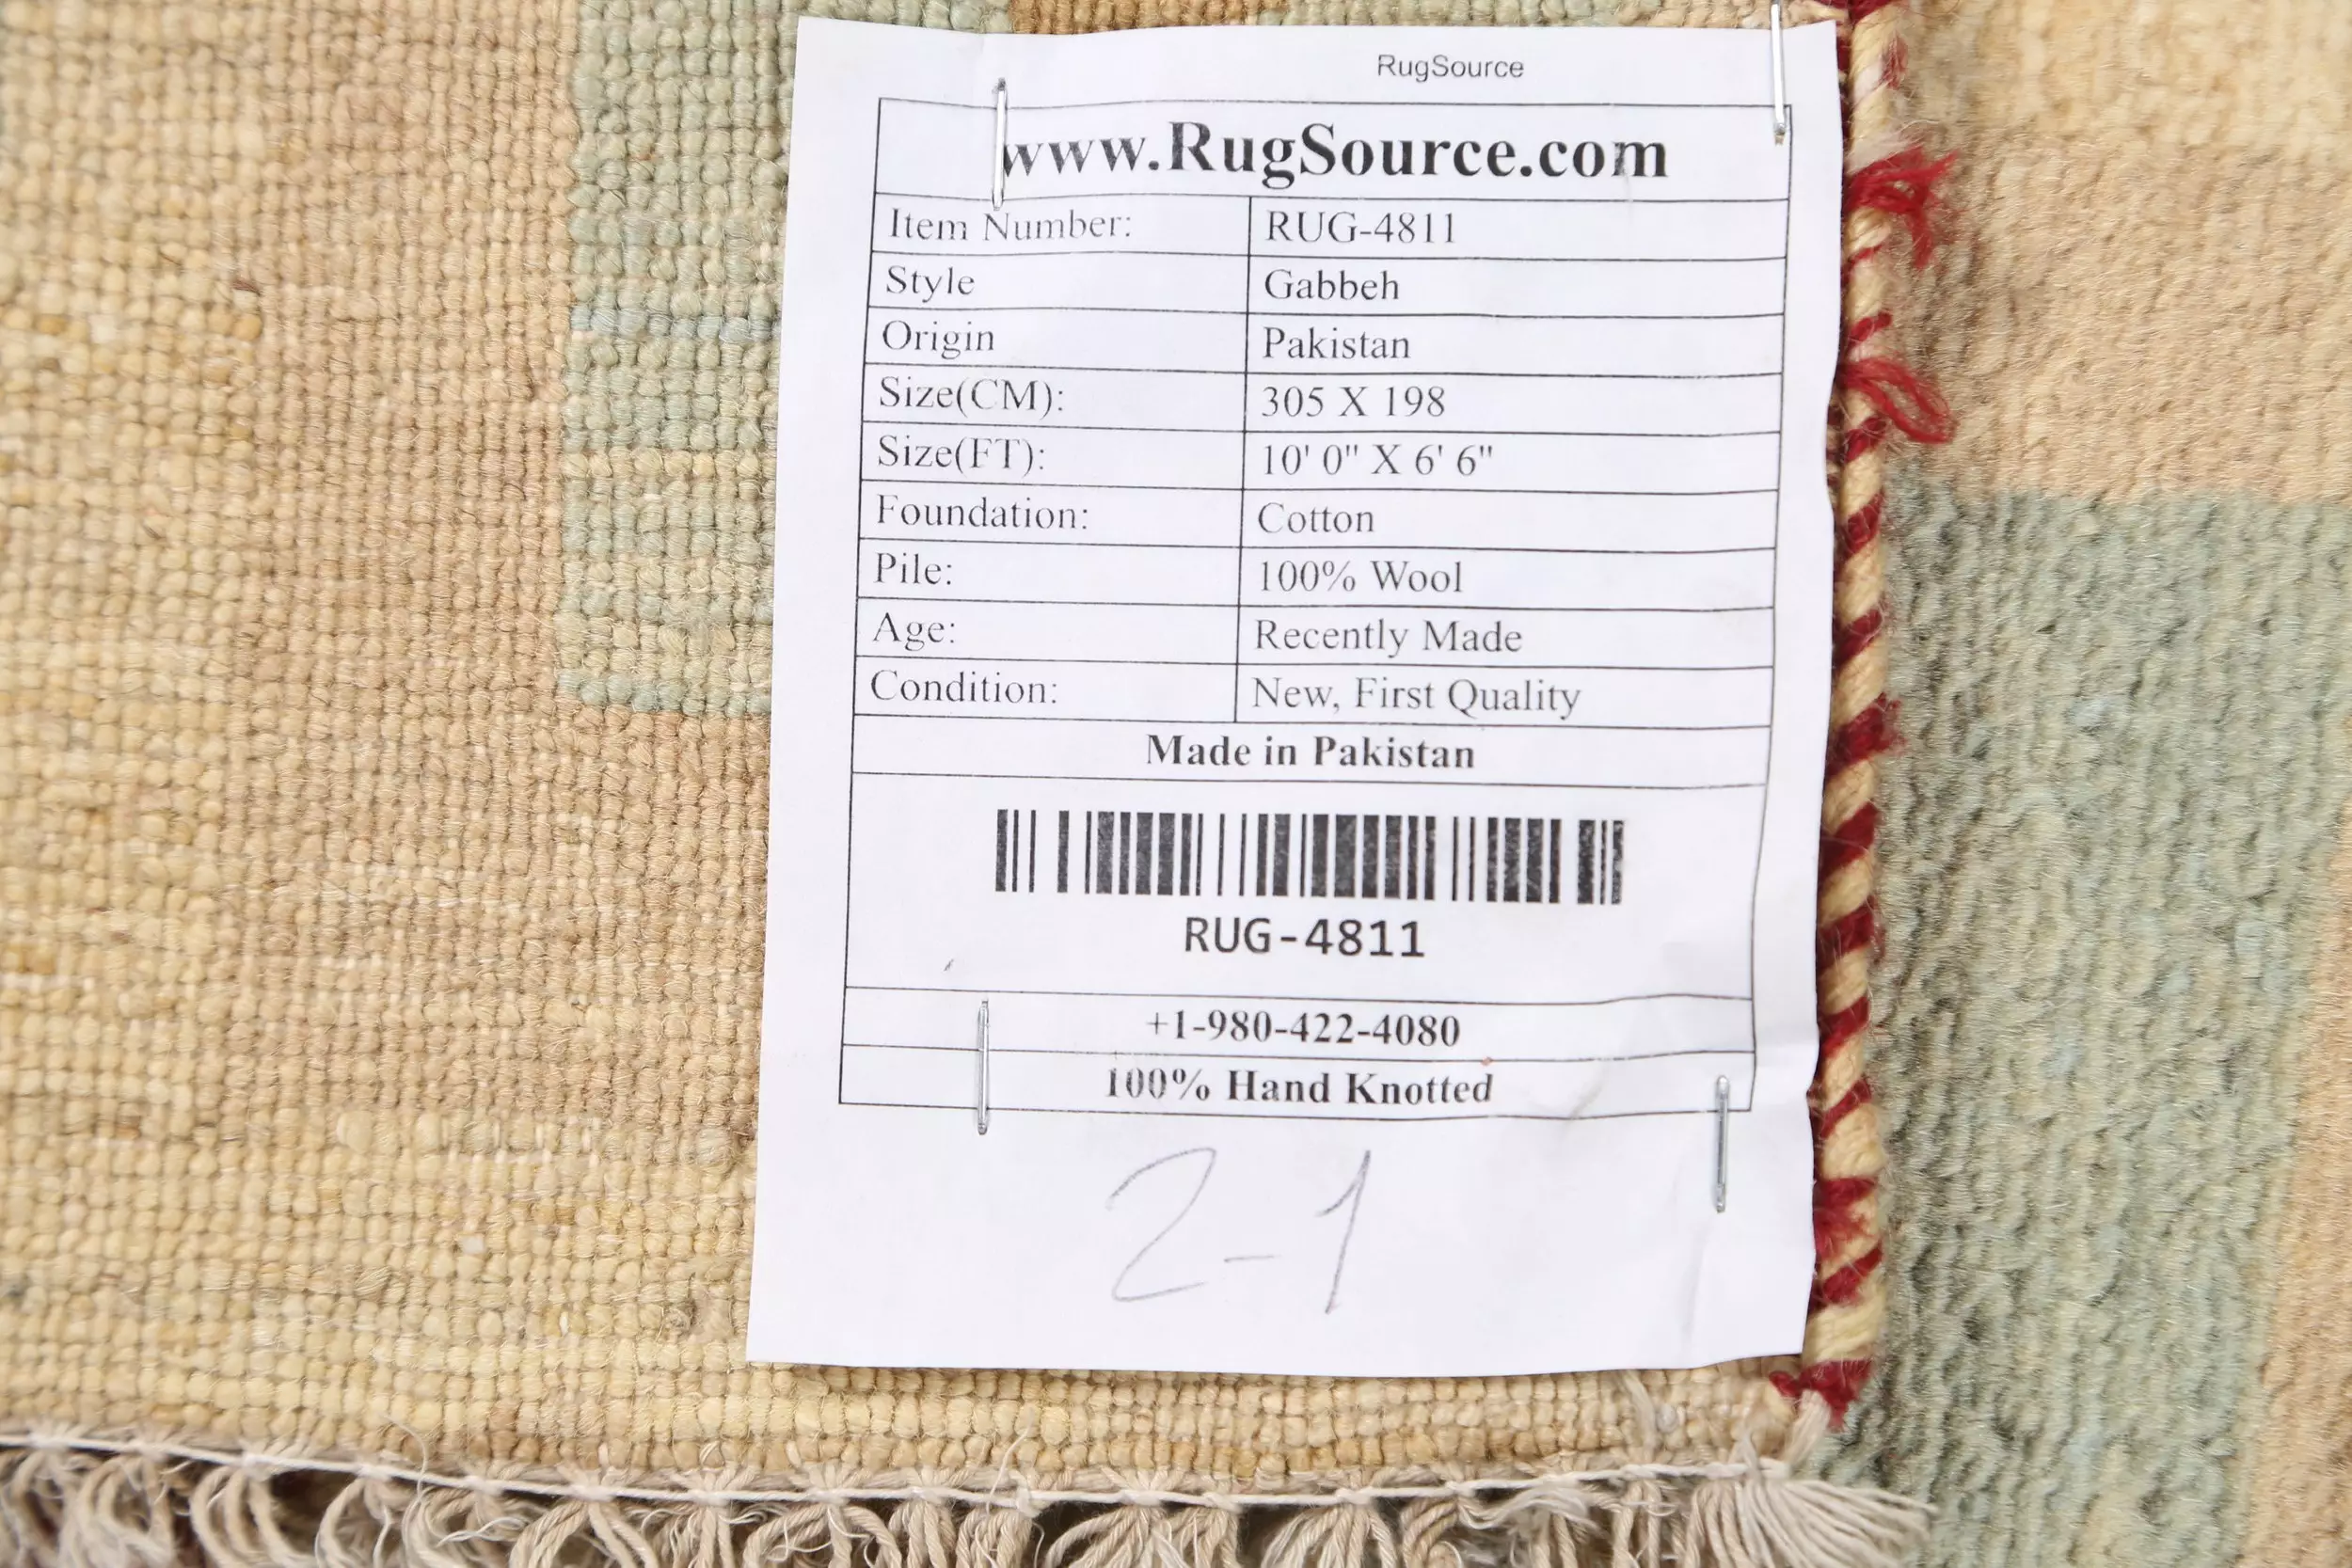 RugSource
www.RugSource.com
Item Number: RUG-4811
Style Gabbeh
Origin Pakistan
Size(CM): 305 X 198
Size(FT): 10' 0" X 6' 6"
Foundation: Cotton
Pile: 100% Wool
Age: Recently Made
Condition: New, First Quality
Made in Pakistan
RUG-4811
+1-980-422-4080
100% Hand Knotted
2-1